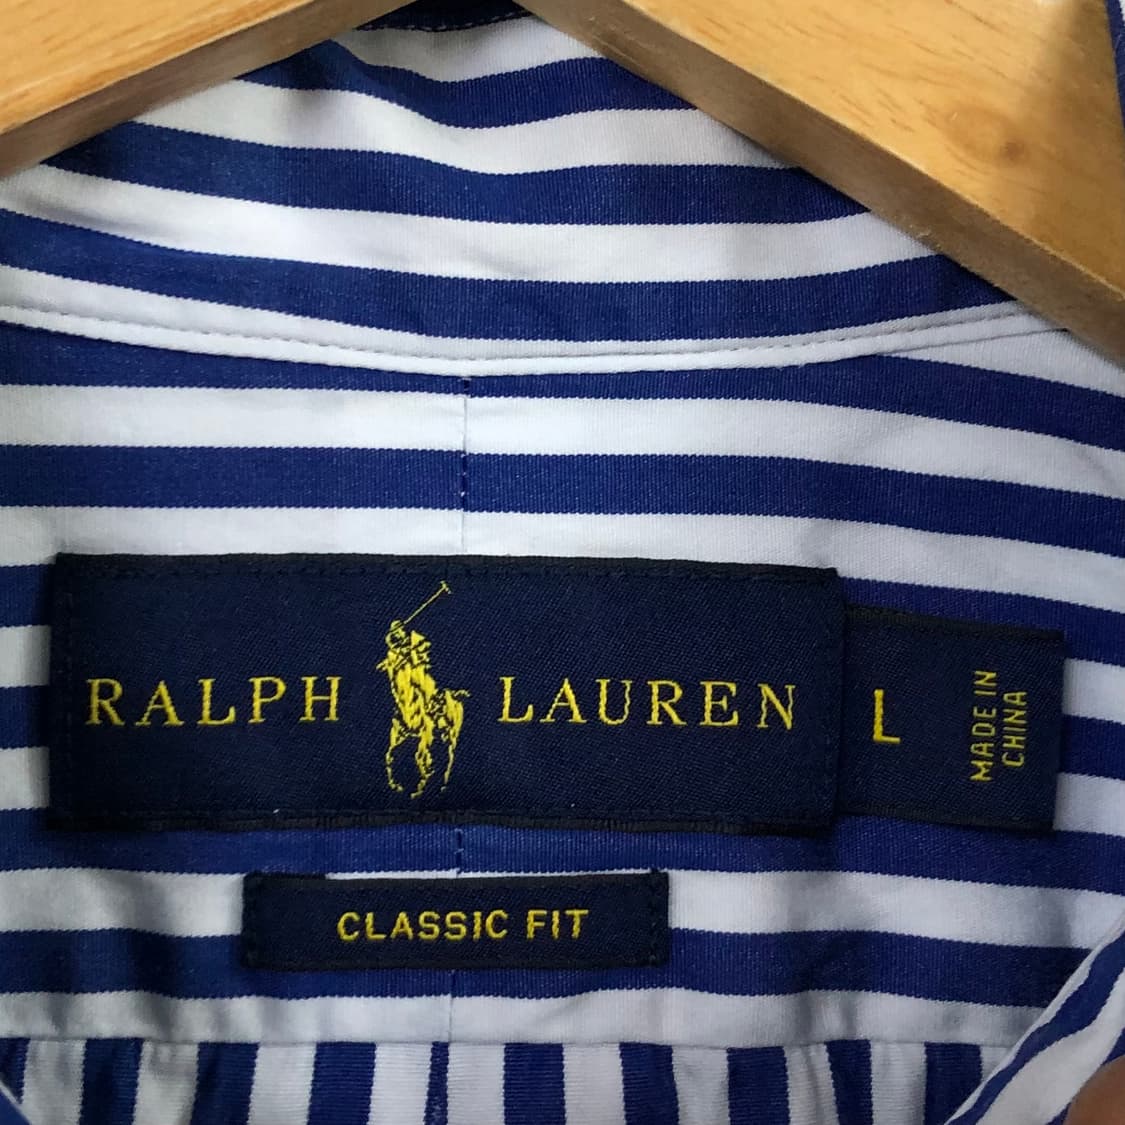 RALPH LAUREN
L
MADE IN
CHINA
CLASSIC FIT